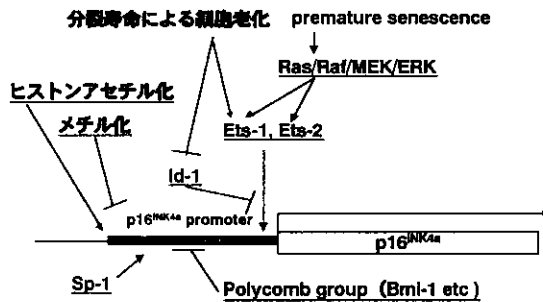 分裂寿命による細胞老化 premature senescence
Ras/Raf/MEK/ERK
ヒストンアセチル化
メチル化
Ets-1, Ets-2
Id-1
p16INK4a promoter
p16INK4a
Sp-1
Polycomb group (Bmi-1 etc )